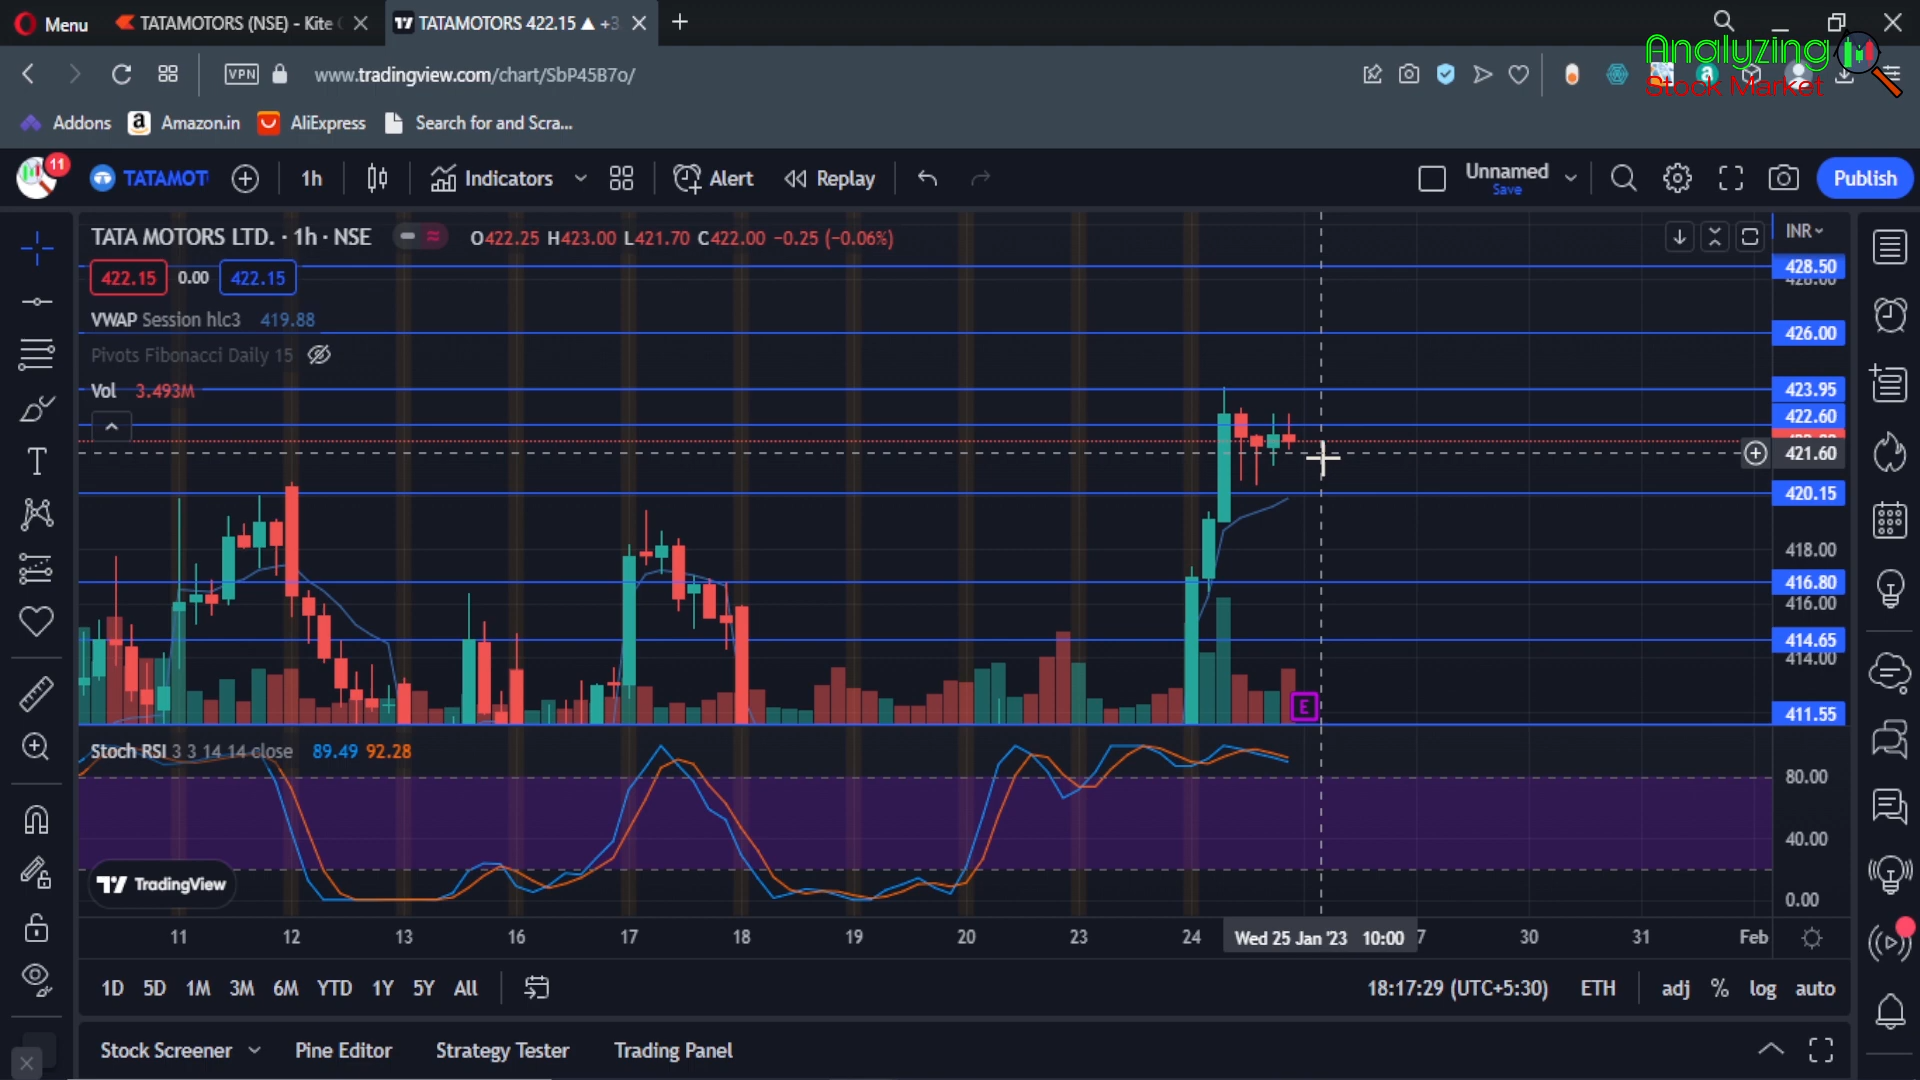 Menu
TATAMOTORS (NSE) - Kite
TATAMOTORS 422.15 ▲ +3.
Analyzing
Stock Market
VPN
www.tradingview.com/chart/SbP45B7o/
Addons
Amazon.in
AliExpress
Search for and Scra...
11
TATAMOT
1h
Indicators
Alert
Replay
Unnamed
Save
Publish
TATA MOTORS LTD. · 1h · NSE
O422.25 H423.00 L421.70 C422.00 −0.25 (−0.06%)
INR
422.15 0.00 422.15
VWAP Session hlc3 419.88
Pivots Fibonacci Daily 15
Vol 3.493M
428.50
428.00
426.00
423.95
422.60
421.60
420.15
418.00
416.80
416.00
414.65
414.00
411.55
E
Stoch RSI 3 3 14 14 close 89.49 92.28
80.00
40.00
0.00
TradingView
11 12 13 16 17 18 19 20 23 24 Wed 25 Jan '23 10:00 7 30 31 Feb
1D 5D 1M 3M 6M YTD 1Y 5Y All
18:17:29 (UTC+5:30) ETH adj % log auto
Stock Screener Pine Editor Strategy Tester Trading Panel